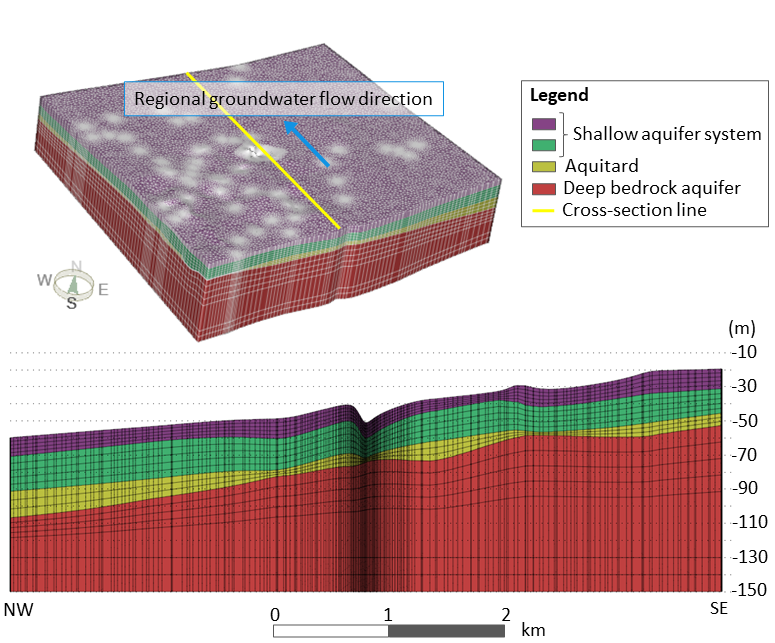 Regional groundwater flow direction
Legend
Shallow aquifer system
Aquitard
Deep bedrock aquifer
Cross-section line
N
W
E
S
(m)
-10
-30
-50
-70
-90
-110
-130
-150
NW
SE
0 1 2
km